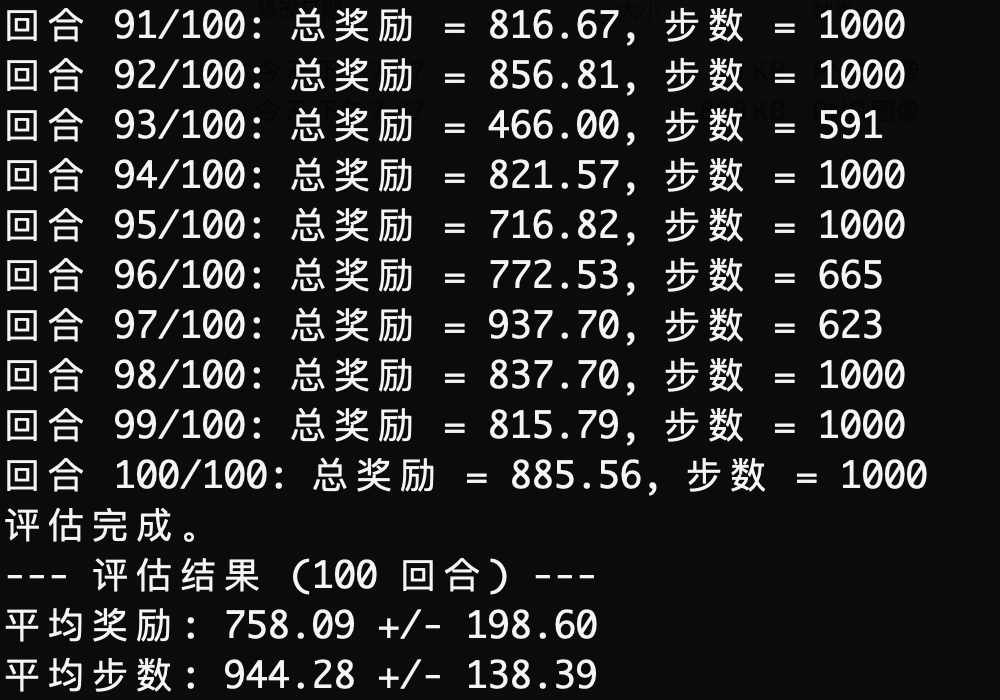 回合 91/100: 总奖励 = 816.67, 步数 = 1000
回合 92/100: 总奖励 = 856.81, 步数 = 1000
回合 93/100: 总奖励 = 466.00, 步数 = 591
回合 94/100: 总奖励 = 821.57, 步数 = 1000
回合 95/100: 总奖励 = 716.82, 步数 = 1000
回合 96/100: 总奖励 = 772.53, 步数 = 665
回合 97/100: 总奖励 = 937.70, 步数 = 623
回合 98/100: 总奖励 = 837.70, 步数 = 1000
回合 99/100: 总奖励 = 815.79, 步数 = 1000
回合 100/100: 总奖励 = 885.56, 步数 = 1000
评估完成。
--- 评估结果 (100 回合) ---
平均奖励: 758.09 +/- 198.60
平均步数: 944.28 +/- 138.39